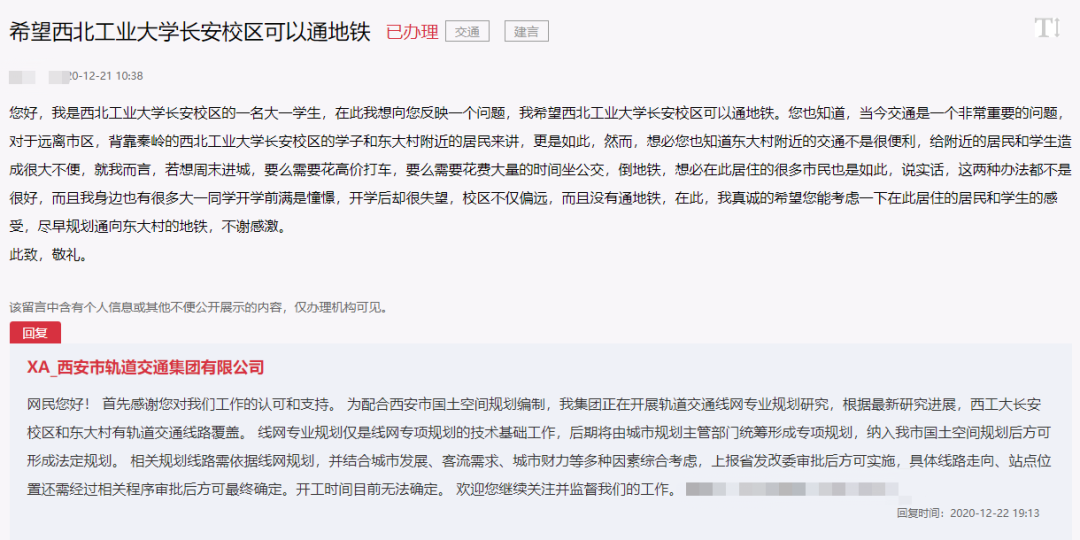 希望西北工业大学长安校区可以通地铁 已办理 交通 建言 T
0-12-21 10:38
您好，我是西北工业大学长安校区的一名大一学生，在此我想向您反映一个问题，我希望西北工业大学长安校区可以通地铁。您也知道，当今交通是一个非常重要的问题，
对于远离市区，背靠秦岭的西北工业大学长安校区的学子和东大村附近的居民来讲，更是如此，然而，想必您也知道东大村附近的交通不是很便利，给附近的居民和学生造
成很大不便，就我而言，若想周末进城，要么需要花高价打车，要么需要花费大量的时间坐公交，倒地铁，想必在此居住的很多市民也是如此，说实话，这两种办法都不是
很好，而且我身边也有很多大一同学开学前满是憧憬，开学后却很失望，校区不仅偏远，而且没有通地铁，在此，我真诚的希望您能考虑一下在此居住的居民和学生的感
受，尽早规划通向东大村的地铁，不谢感激。
此致，敬礼。
该留言中含有个人信息或其他不便公开展示的内容，仅办理机构可见。
回复
XA_西安市轨道交通集团有限公司
网民您好！ 首先感谢您对我们工作的认可和支持。 为配合西安市国土空间规划编制，我集团正在开展轨道交通线网专业规划研究，根据最新研究进展，西工大长安
校区和东大村有轨道交通线路覆盖。 线网专业规划仅是线网专项规划的技术基础工作，后期将由城市规划主管部门统筹形成专项规划，纳入我市国土空间规划后方可
形成法定规划。 相关规划线路需依据线网规划，并结合城市发展、客流需求、城市财力等多种因素综合考虑，上报省发改委审批后方可实施，具体线路走向、站点位
置还需经过相关程序审批后方可最终确定。开工时间目前无法确定。 欢迎您继续关注并监督我们的工作。
回复时间：2020-12-22 19:13